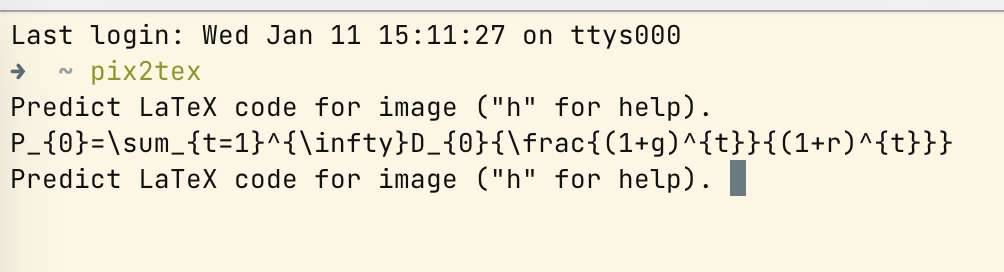 Last login: Wed Jan 11 15:11:27 on ttys000
➜  ~ pix2tex
Predict LaTeX code for image ("h" for help).
P_{0}=\sum_{t=1}^{\infty}D_{0}{\frac{(1+g)^{t}}{(1+r)^{t}}}
Predict LaTeX code for image ("h" for help).